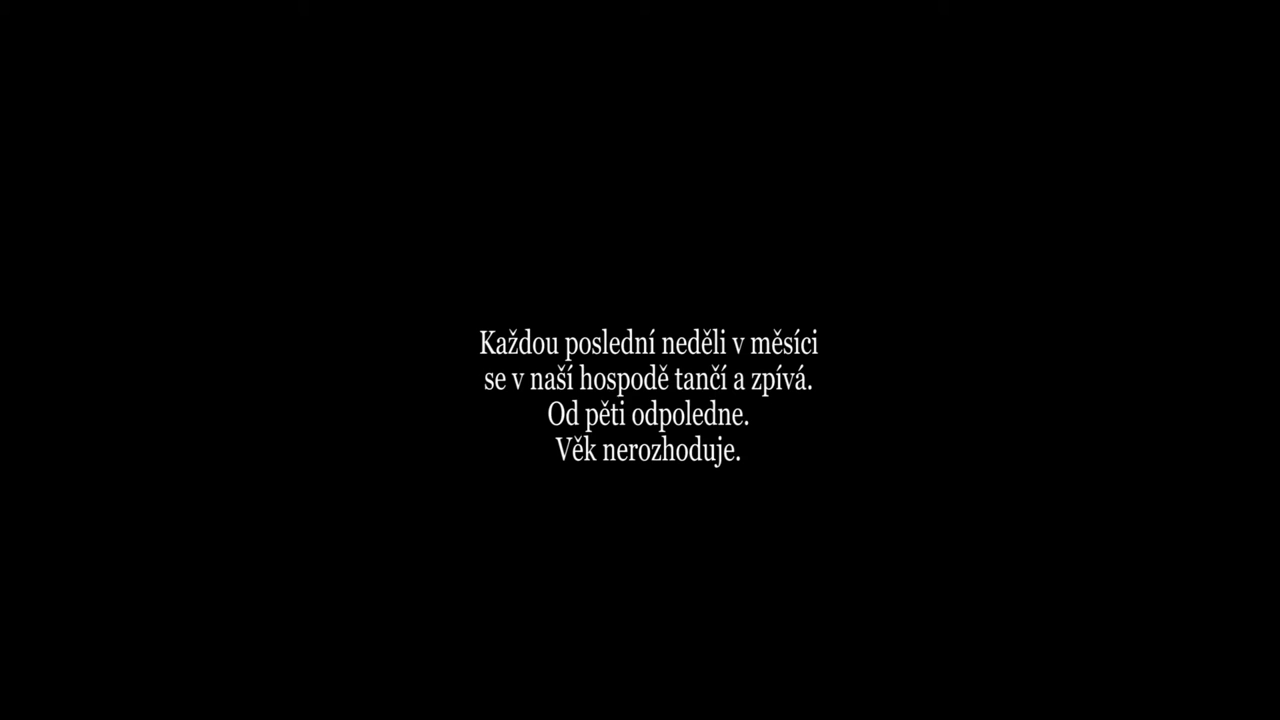 Každou poslední neděli v měsíci
se v naší hospodě tančí a zpívá.
Od pěti odpoledne.
Věk nerozhoduje.